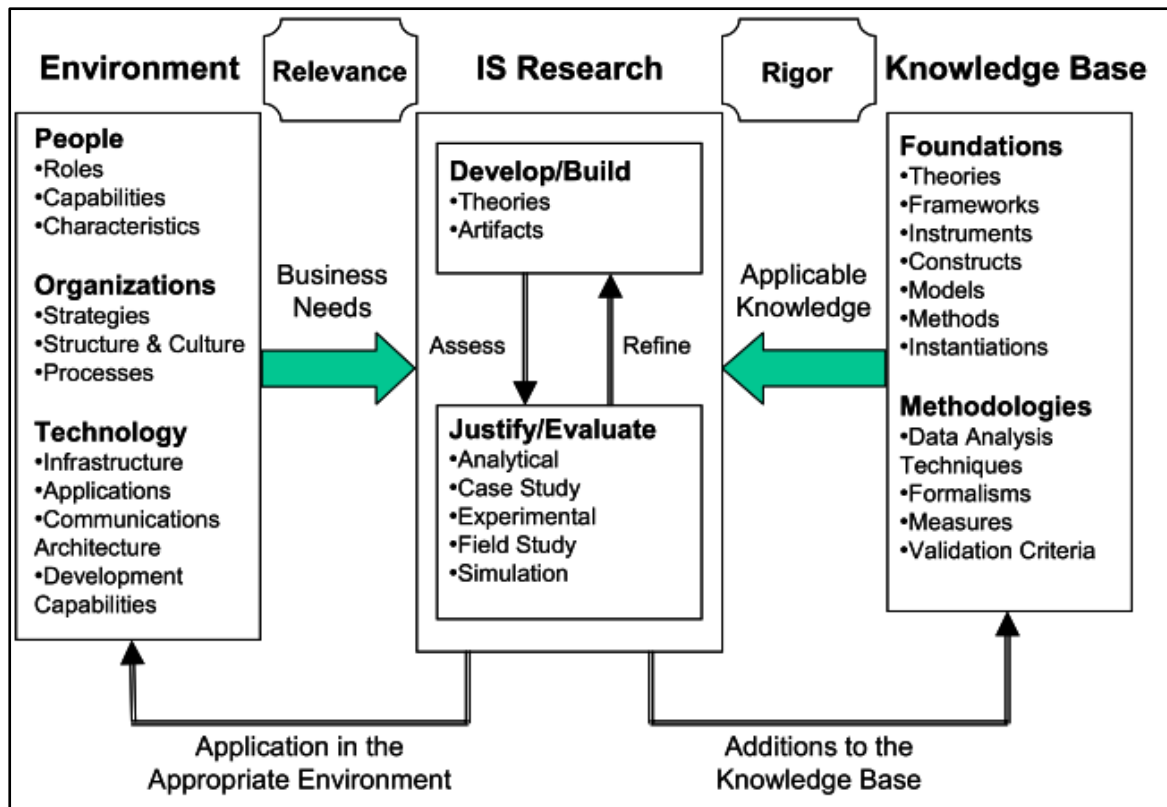 Environment
Relevance
IS Research
Rigor
Knowledge Base
People
•Roles
•Capabilities
•Characteristics
Organizations
•Strategies
•Structure & Culture
•Processes
Technology
•Infrastructure
•Applications
•Communications
Architecture
•Development
Capabilities
Business
Needs
Develop/Build
•Theories
•Artifacts
Assess
Refine
Justify/Evaluate
•Analytical
•Case Study
•Experimental
•Field Study
•Simulation
Applicable
Knowledge
Foundations
•Theories
•Frameworks
•Instruments
•Constructs
•Models
•Methods
•Instantiations
Methodologies
•Data Analysis
Techniques
•Formalisms
•Measures
•Validation Criteria
Application in the
Appropriate Environment
Additions to the
Knowledge Base